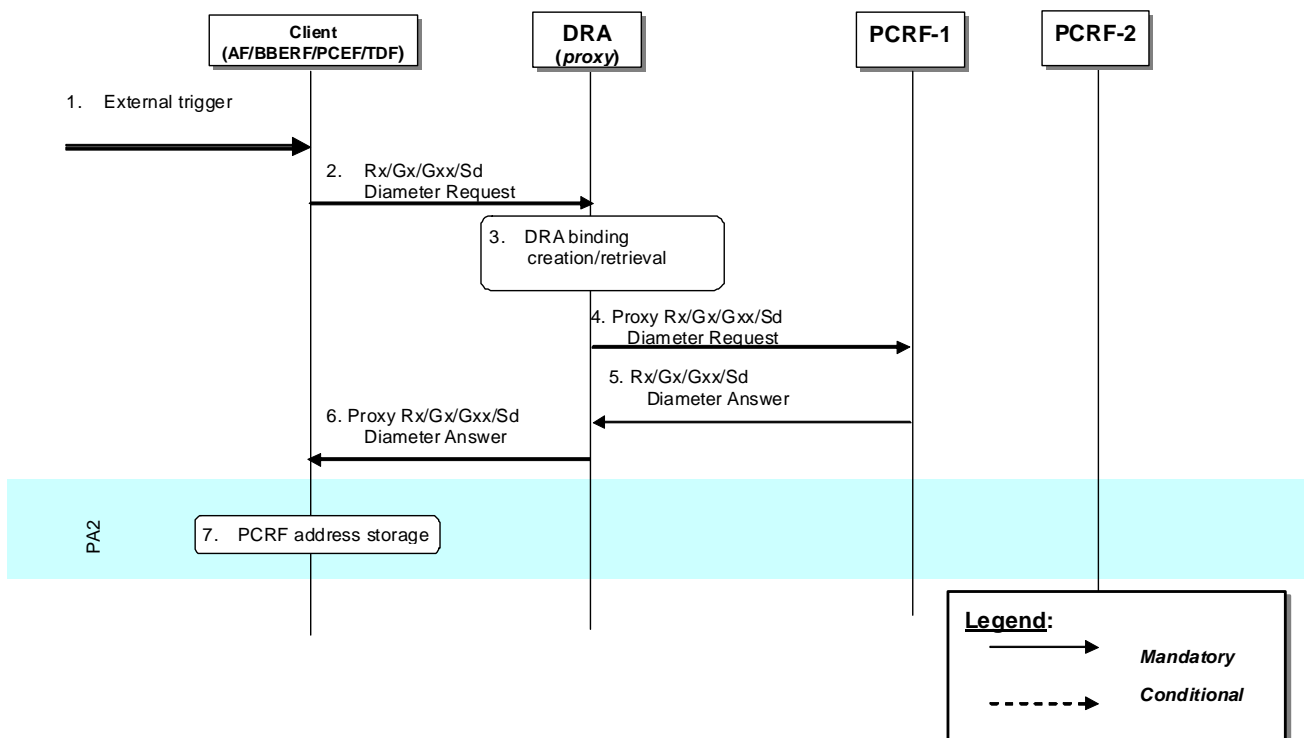 Client
(AF/BBERF/PCEF/TDF)
DRA
(proxy)
PCRF-1
PCRF-2
1. External trigger
2. Rx/Gx/Gxx/Sd
Diameter Request
3. DRA binding
creation/retrieval
4. Proxy Rx/Gx/Gxx/Sd
Diameter Request
5. Rx/Gx/Gxx/Sd
Diameter Answer
6. Proxy Rx/Gx/Gxx/Sd
Diameter Answer
PA2
7. PCRF address storage
Legend:
Mandatory
Conditional